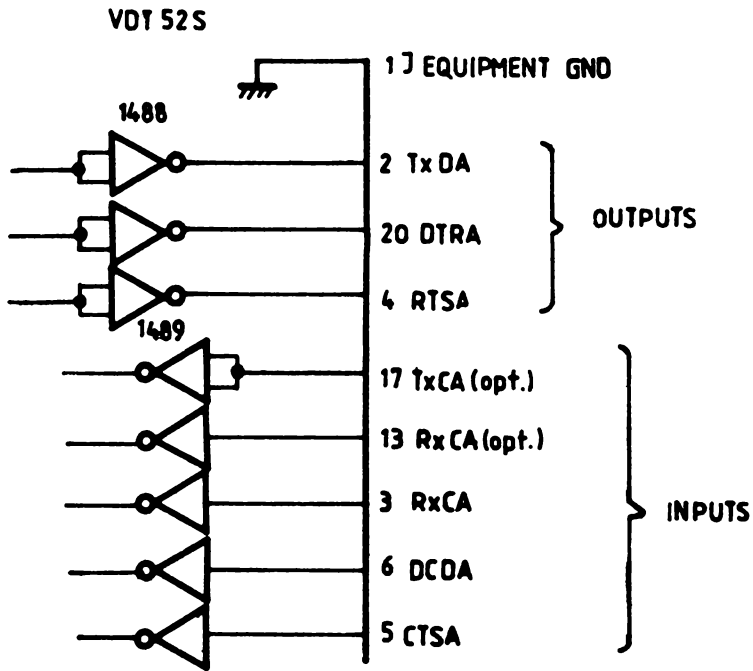 VDT 52S
1 J EQUIPMENT GND
1488
2 TxDA
20 DTRA
OUTPUTS
4 RTSA
1489
17 TxCA (opt.)
13 RxCA (opt.)
3 RxCA
INPUTS
6 DCDA
5 CTSA